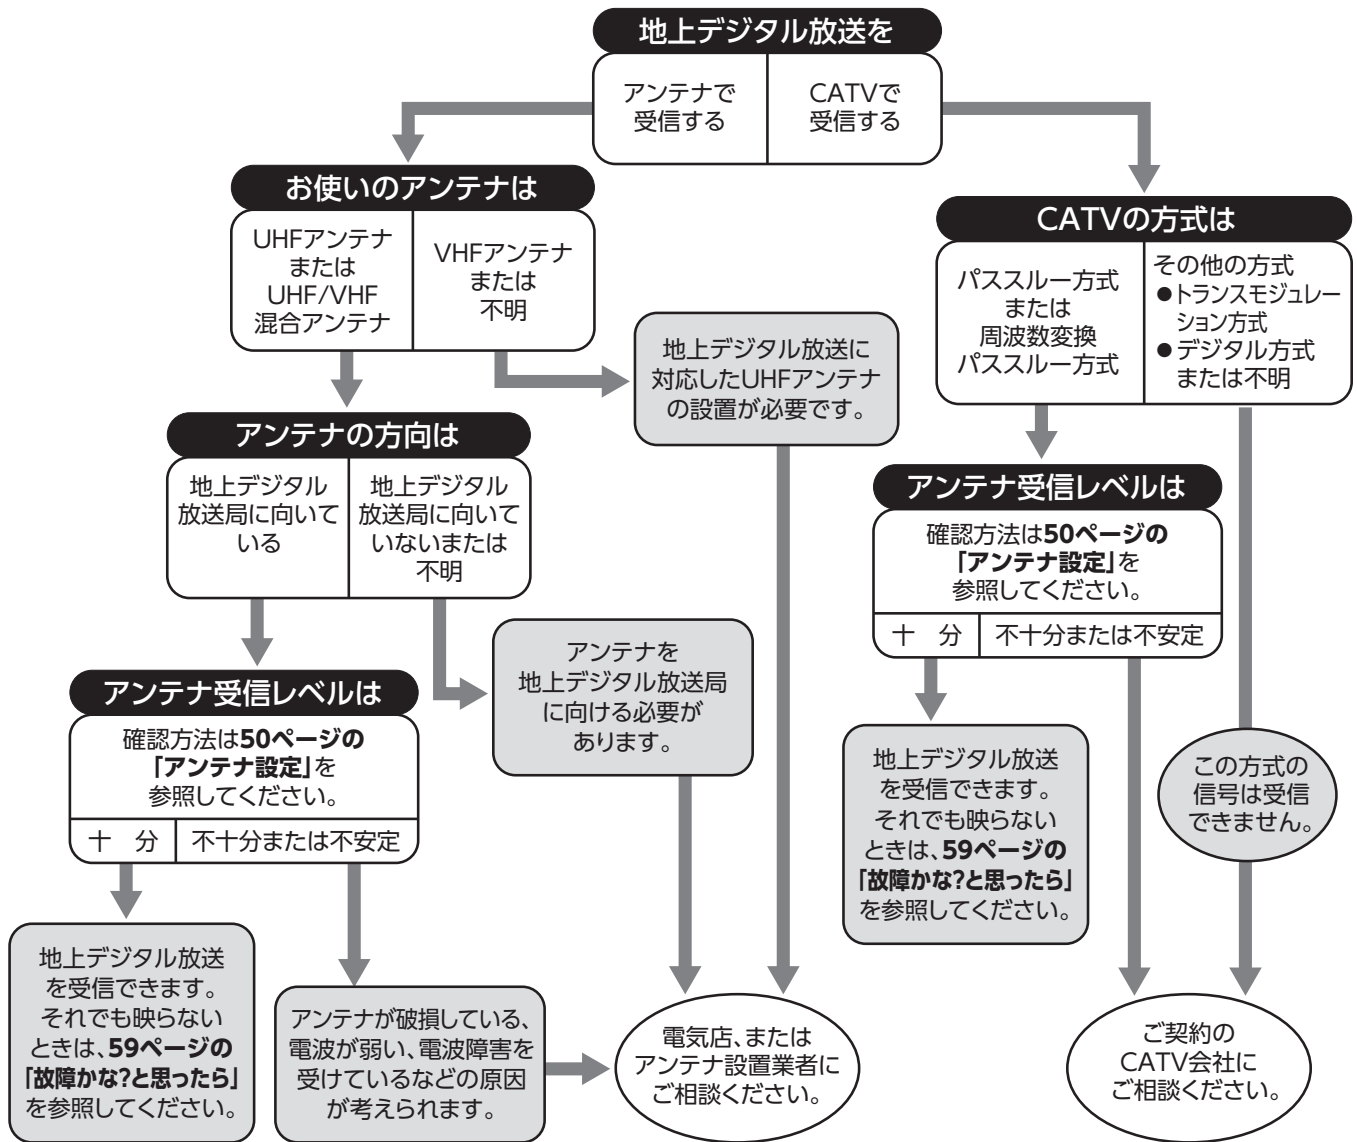 地上デジタル放送を
アンテナで
受信する
CATVで
受信する
お使いのアンテナは
UHFアンテナ
または
UHF/VHF
混合アンテナ
VHFアンテナ
または
不明
CATVの方式は
パススルー方式
または
周波数変換
パススルー方式
その他の方式
●トランスモジュレー
ション方式
●デジタル方式
または不明
地上デジタル放送に
対応したUHFアンテナ
の設置が必要です。
アンテナの方向は
地上デジタル
放送局に向いて
いる
地上デジタル
放送局に向いて
いないまたは
不明
アンテナ受信レベルは
確認方法は50ページの
「アンテナ設定」を
参照してください。
十　分
不十分または不安定
アンテナを
地上デジタル放送局
に向ける必要が
あります。
アンテナ受信レベルは
確認方法は50ページの
「アンテナ設定」を
参照してください。
十　分
不十分または不安定
地上デジタル放送
を受信できます。
それでも映らない
ときは、59ページの
「故障かな?と思ったら」
を参照してください。
この方式の
信号は受信
できません。
地上デジタル放送
を受信できます。
それでも映らない
ときは、59ページの
「故障かな?と思ったら」
を参照してください。
アンテナが破損している、
電波が弱い、電波障害を
受けているなどの原因
が考えられます。
電気店、または
アンテナ設置業者に
ご相談ください。
ご契約の
CATV会社に
ご相談ください。